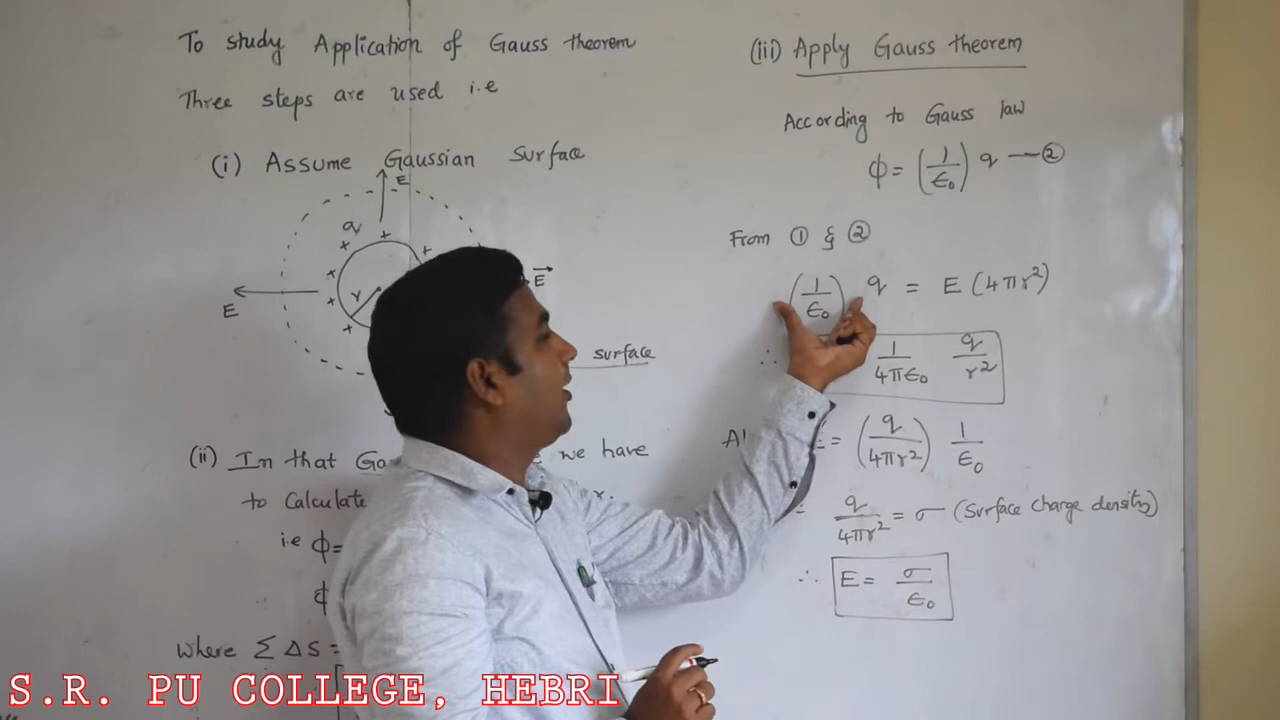 To study Application of Gauss theorem
Three steps are used i.e
(i) Assume Gaussian Surface
E
q
+ + + + + +
E
r
E
surface
(ii) In that we have
to Calculate
i.e ϕ=
ϕ
where Σ ΔS =
(iii) Apply Gauss theorem
According to Gauss law
ϕ = (1/ϵ₀) q —②
From ① & ②
(1/ϵ₀) q = E (4πr²)
∴ 1/4πϵ₀ q/r²
= (q/4πr²) 1/ϵ₀
q/4πr² = σ (Surface charge density)
∴ E = σ/ϵ₀
S.R. PU COLLEGE, HEBRI